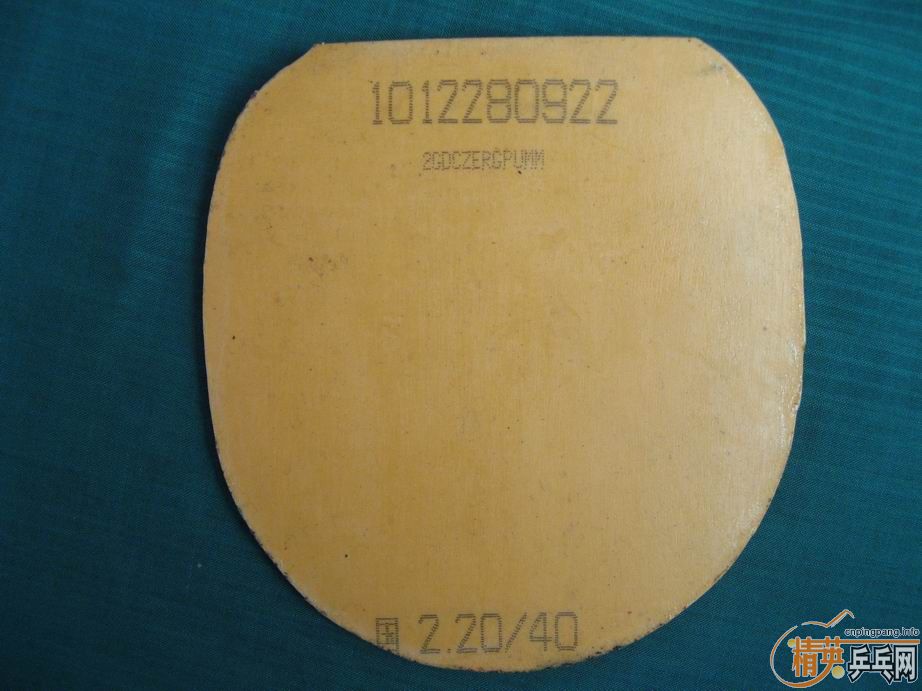 1012280922
2GDCZERGPUMM
国 2.20/40
cnpingpang.info
精英乒乓网